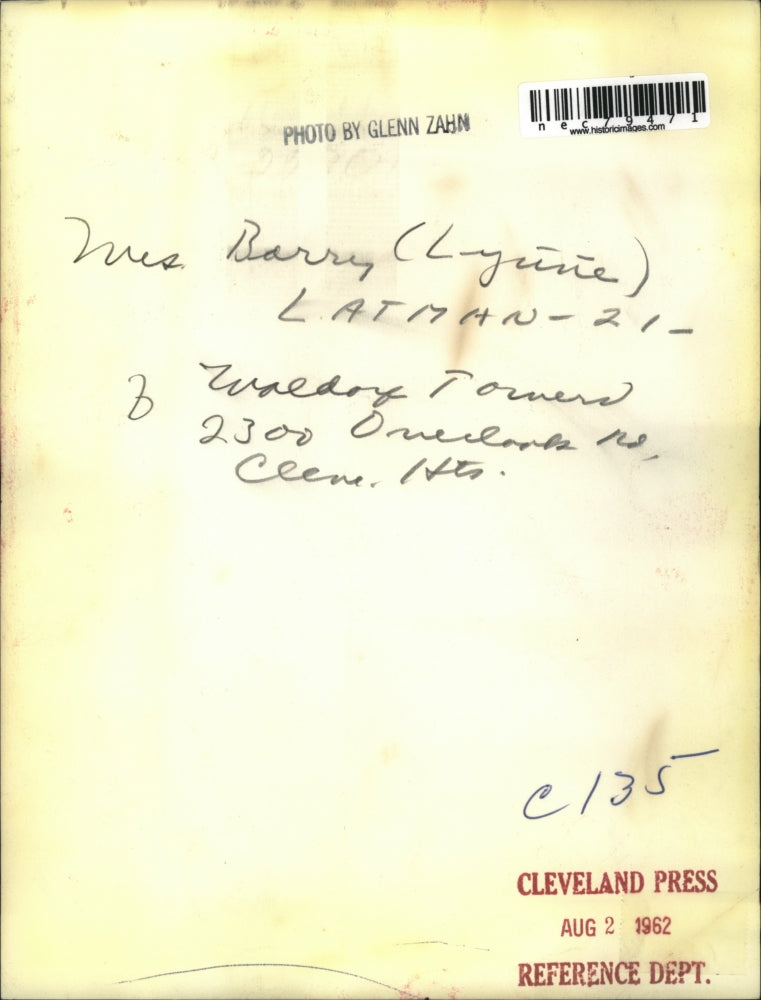 PHOTO BY GLENN ZAHN
nec79471
www.historicimages.com
Mrs. Barry (Lynne)
LATMAN-21-
of Waldorf Towers
2300 Overlook Rd,
Cleve. Hts.
C135
CLEVELAND PRESS
AUG 2 1962
REFERENCE DEPT.